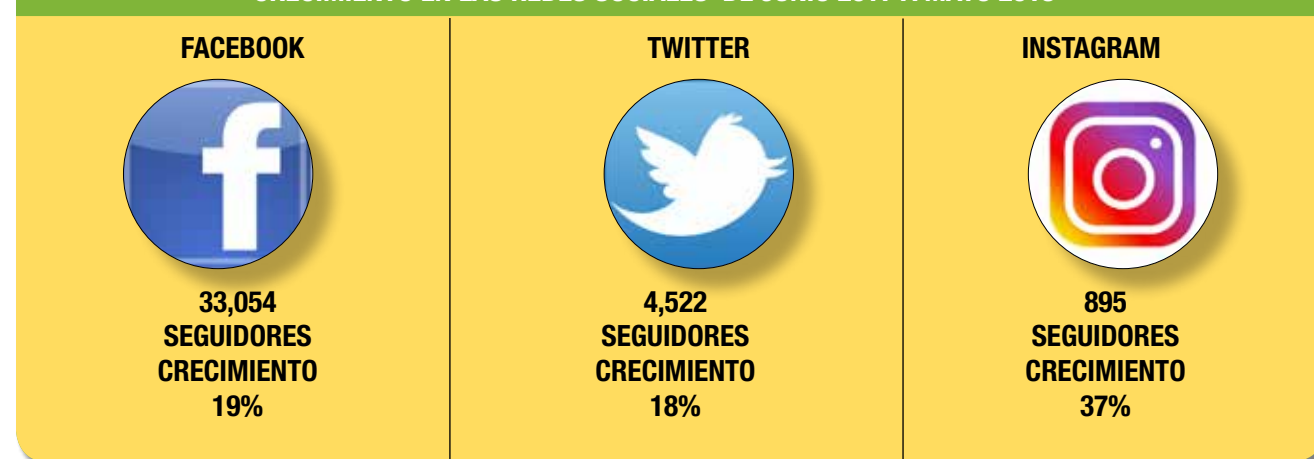 FACEBOOK
TWITTER
INSTAGRAM
33,054
SEGUIDORES
CRECIMIENTO
19%
4,522
SEGUIDORES
CRECIMIENTO
18%
895
SEGUIDORES
CRECIMIENTO
37%